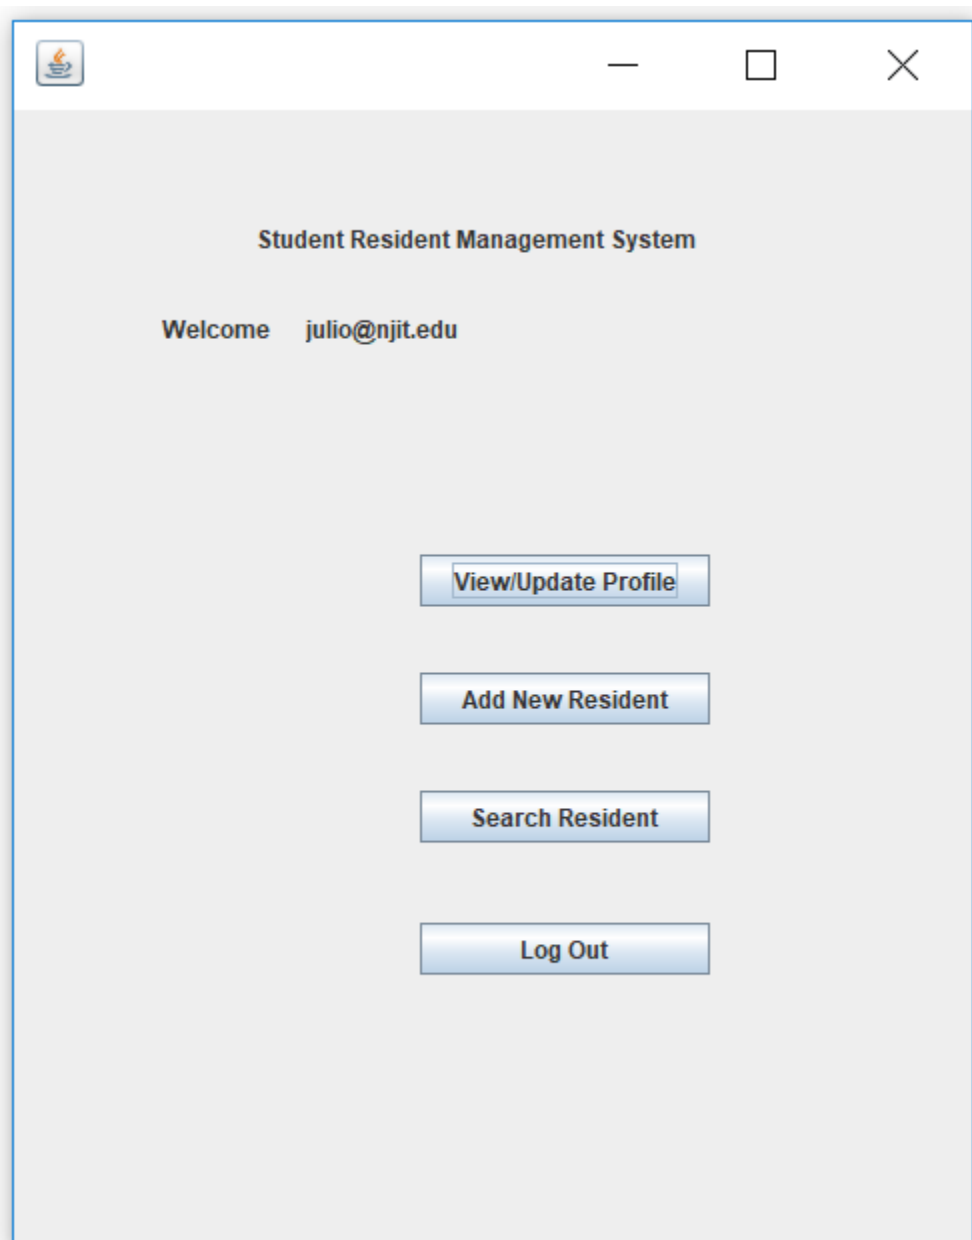 Student Resident Management System
Welcome julio@njit.edu
View/Update Profile
Add New Resident
Search Resident
Log Out